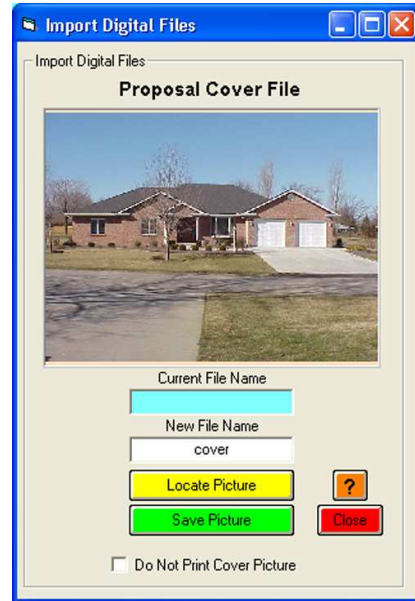 Import Digital Files
Import Digital Files
Proposal Cover File
Current File Name
New File Name
cover
Locate Picture
?
Save Picture
Close
Do Not Print Cover Picture